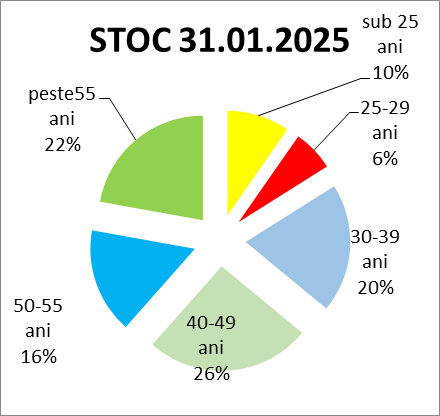 STOC 31.01.2025
sub 25
ani
10%
25-29
ani
6%
30-39
ani
20%
40-49
ani
26%
50-55
ani
16%
peste55
ani
22%